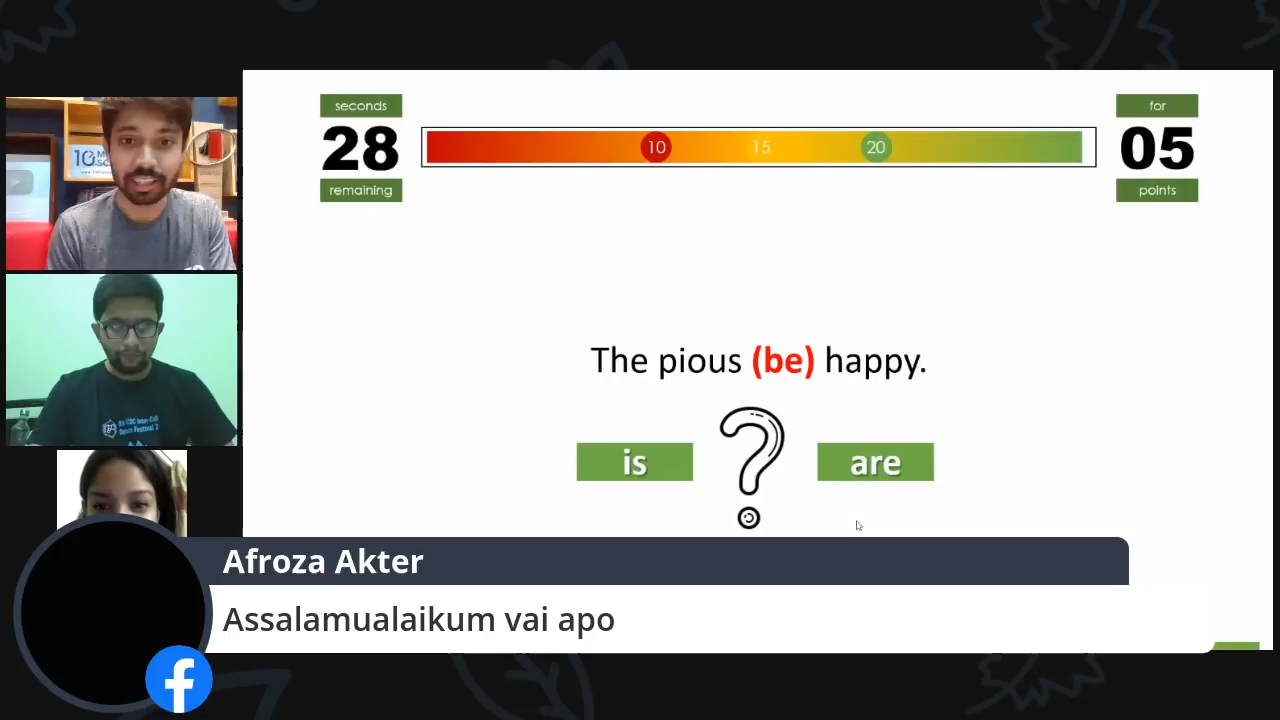 seconds
28
remaining
10
15
20
for
05
points
The pious (be) happy.
is
are
Afroza Akter
Assalamualaikum vai apo